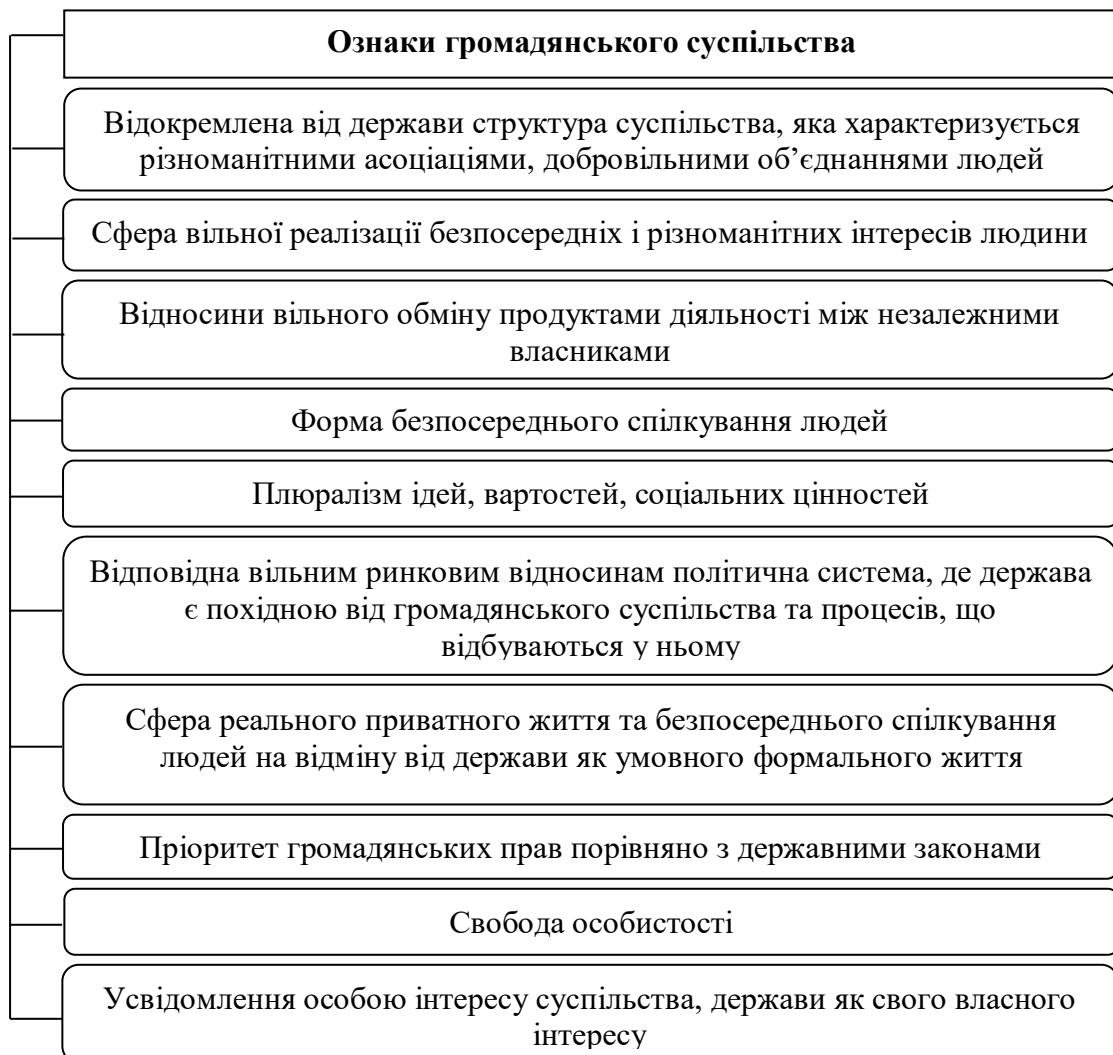 Ознаки громадянського суспільства
Відокремлена від держави структура суспільства, яка характеризується
різноманітними асоціаціями, добровільними об’єднаннями людей
Сфера вільної реалізації безпосередніх і різноманітних інтересів людини
Відносини вільного обміну продуктами діяльності між незалежними
власниками
Форма безпосереднього спілкування людей
Плюралізм ідей, вартостей, соціальних цінностей
Відповідна вільним ринковим відносинам політична система, де держава
є похідною від громадянського суспільства та процесів, що
відбуваються у ньому
Сфера реального приватного життя та безпосереднього спілкування
людей на відміну від держави як умовного формального життя
Пріоритет громадянських прав порівняно з державними законами
Свобода особистості
Усвідомлення особою інтересу суспільства, держави як свого власного
інтересу